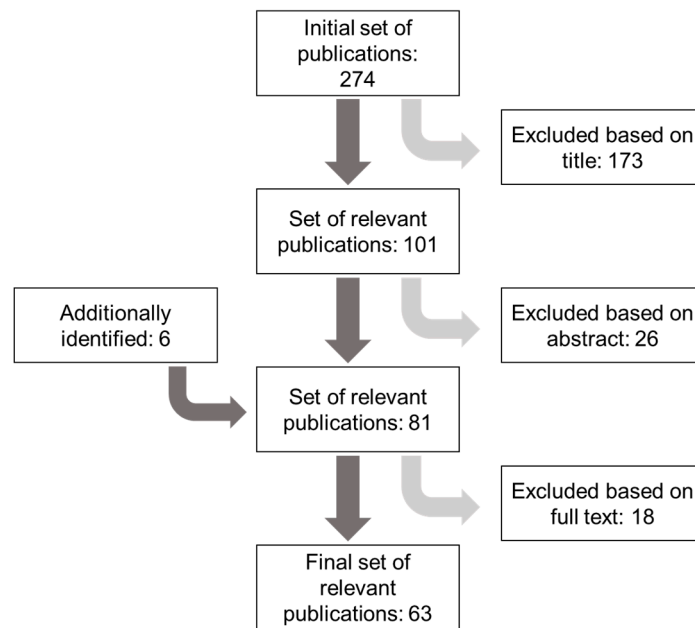 Initial set of
publications:
274
Excluded based on
title: 173
Set of relevant
publications: 101
Additionally
identified: 6
Excluded based on
abstract: 26
Set of relevant
publications: 81
Excluded based on
full text: 18
Final set of
relevant
publications: 63